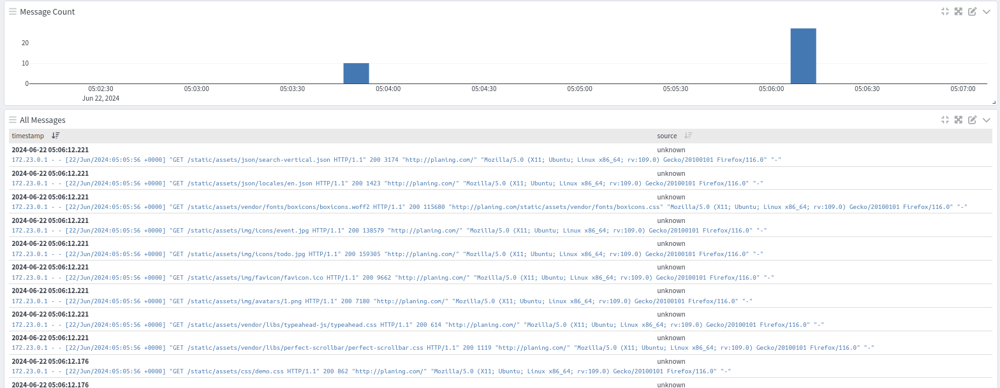 Message Count
20
10
0
05:02:30 05:03:00 05:03:30 05:04:00 05:04:30 05:05:00 05:05:30 05:06:00 05:06:30 05:07:00
Jun 22, 2024
All Messages
timestamp source
2024-06-22 05:06:12.221 unknown
172.23.0.1 - - [22/Jun/2024:05:05:56 +0000] "GET /static/assets/json/search-vertical.json HTTP/1.1" 200 3174 "http://planing.com/" "Mozilla/5.0 (X11; Ubuntu; Linux x86_64; rv:109.0) Gecko/20100101 Firefox/116.0" "-"
2024-06-22 05:06:12.221 unknown
172.23.0.1 - - [22/Jun/2024:05:05:56 +0000] "GET /static/assets/json/locales/en.json HTTP/1.1" 200 1423 "http://planing.com/" "Mozilla/5.0 (X11; Ubuntu; Linux x86_64; rv:109.0) Gecko/20100101 Firefox/116.0" "-"
2024-06-22 05:06:12.221 unknown
172.23.0.1 - - [22/Jun/2024:05:05:56 +0000] "GET /static/assets/vendor/fonts/boxicons/boxicons.woff2 HTTP/1.1" 200 115680 "http://planing.com/static/assets/vendor/fonts/boxicons.css" "Mozilla/5.0 (X11; Ubuntu; Linux x86_64; rv:109.0) Gecko/20100101 Firefox/116.0" "-"
2024-06-22 05:06:12.221 unknown
172.23.0.1 - - [22/Jun/2024:05:05:56 +0000] "GET /static/assets/img/icons/event.jpg HTTP/1.1" 200 138579 "http://planing.com/" "Mozilla/5.0 (X11; Ubuntu; Linux x86_64; rv:109.0) Gecko/20100101 Firefox/116.0" "-"
2024-06-22 05:06:12.221 unknown
172.23.0.1 - - [22/Jun/2024:05:05:56 +0000] "GET /static/assets/img/icons/todo.jpg HTTP/1.1" 200 159305 "http://planing.com/" "Mozilla/5.0 (X11; Ubuntu; Linux x86_64; rv:109.0) Gecko/20100101 Firefox/116.0" "-"
2024-06-22 05:06:12.221 unknown
172.23.0.1 - - [22/Jun/2024:05:05:56 +0000] "GET /static/assets/img/favicon/favicon.ico HTTP/1.1" 200 9662 "http://planing.com/" "Mozilla/5.0 (X11; Ubuntu; Linux x86_64; rv:109.0) Gecko/20100101 Firefox/116.0" "-"
2024-06-22 05:06:12.221 unknown
172.23.0.1 - - [22/Jun/2024:05:05:56 +0000] "GET /static/assets/img/avatars/1.png HTTP/1.1" 200 7180 "http://planing.com/" "Mozilla/5.0 (X11; Ubuntu; Linux x86_64; rv:109.0) Gecko/20100101 Firefox/116.0" "-"
2024-06-22 05:06:12.221 unknown
172.23.0.1 - - [22/Jun/2024:05:05:56 +0000] "GET /static/assets/vendor/libs/typeahead-js/typeahead.css HTTP/1.1" 200 614 "http://planing.com/" "Mozilla/5.0 (X11; Ubuntu; Linux x86_64; rv:109.0) Gecko/20100101 Firefox/116.0" "-"
2024-06-22 05:06:12.221 unknown
172.23.0.1 - - [22/Jun/2024:05:05:56 +0000] "GET /static/assets/vendor/libs/perfect-scrollbar/perfect-scrollbar.css HTTP/1.1" 200 1119 "http://planing.com/" "Mozilla/5.0 (X11; Ubuntu; Linux x86_64; rv:109.0) Gecko/20100101 Firefox/116.0" "-"
2024-06-22 05:06:12.176 unknown
172.23.0.1 - - [22/Jun/2024:05:05:56 +0000] "GET /static/assets/css/demo.css HTTP/1.1" 200 862 "http://planing.com/" "Mozilla/5.0 (X11; Ubuntu; Linux x86_64; rv:109.0) Gecko/20100101 Firefox/116.0" "-"
2024-06-22 05:06:12.176 unknown